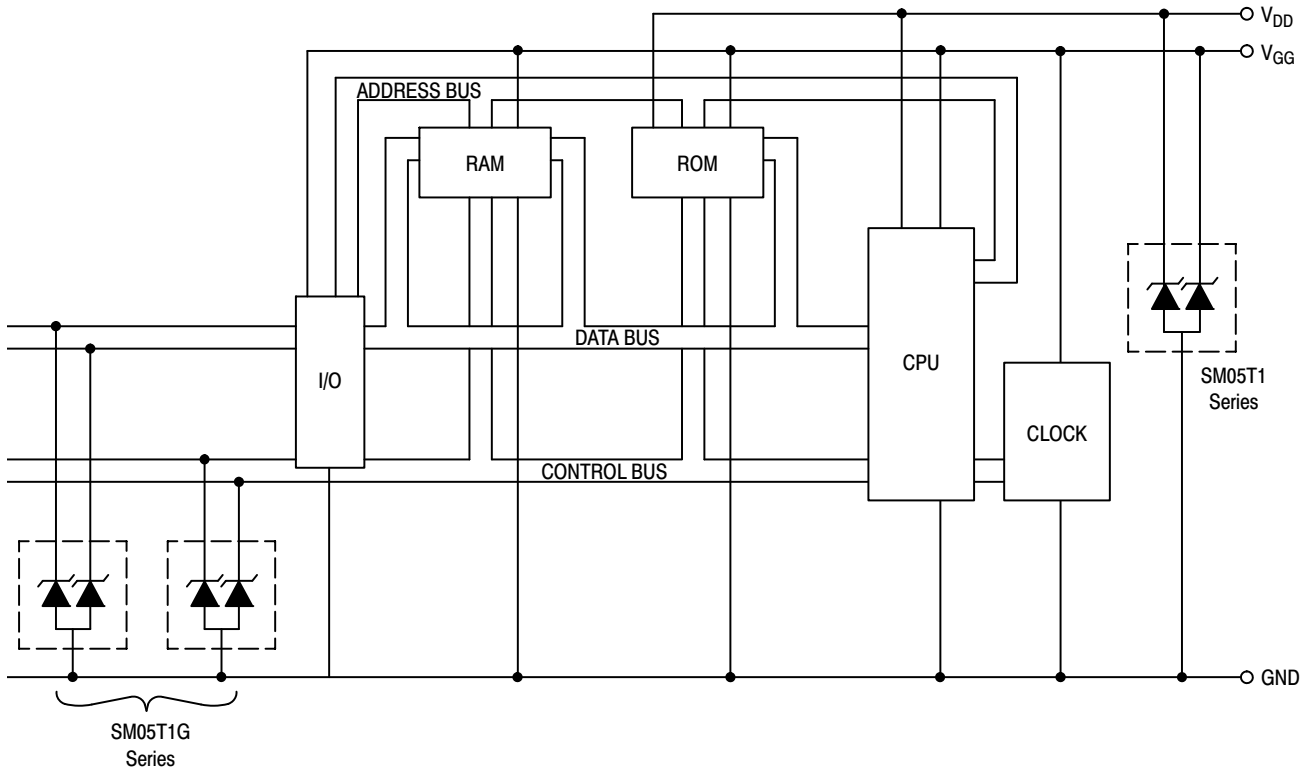 V_DD
V_GG
ADDRESS BUS
RAM
ROM
DATA BUS
I/O
CPU
SM05T1
Series
CLOCK
CONTROL BUS
GND
SM05T1G
Series